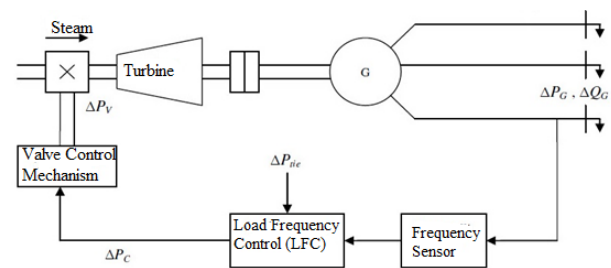 Steam
Turbine
G
ΔP_V
ΔP_G , ΔQ_G
Valve Control
Mechanism
ΔP_tie
Load Frequency
Control (LFC)
Frequency
Sensor
ΔP_C